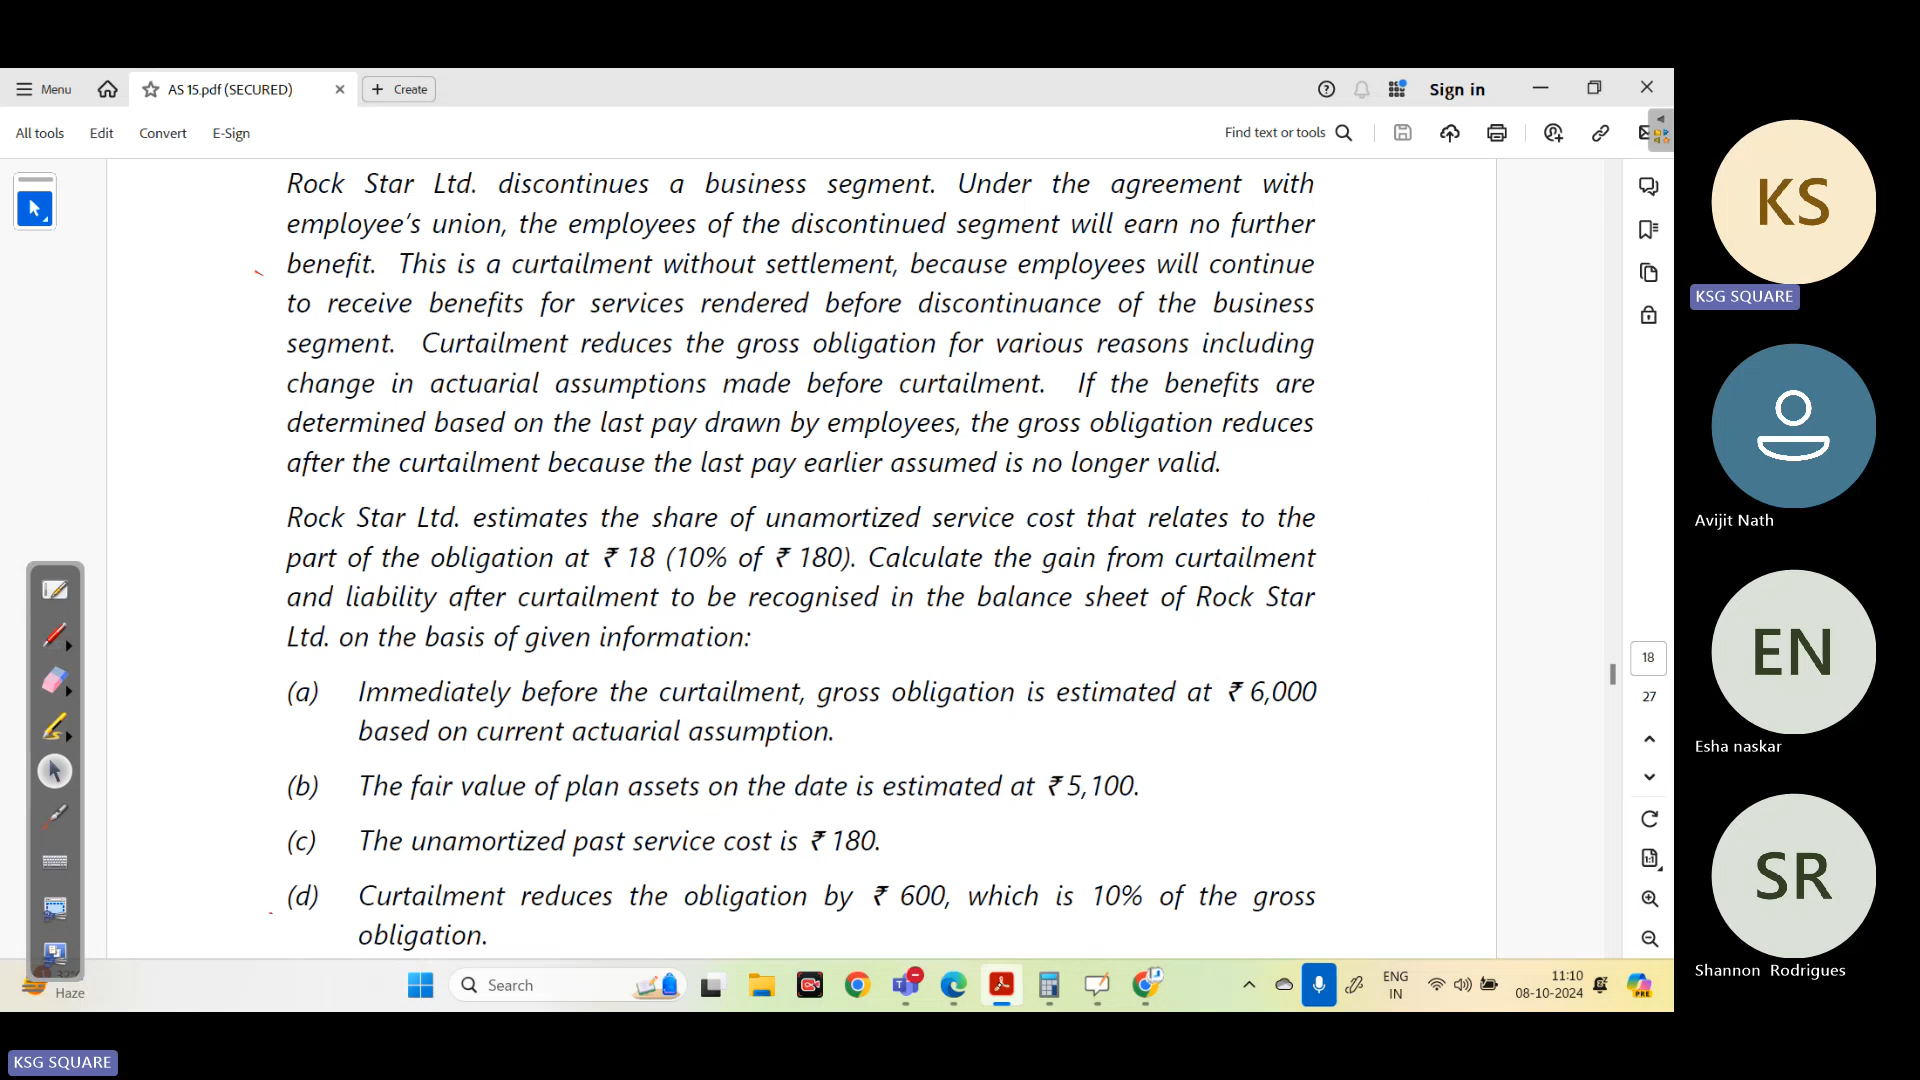 Menu
AS 15.pdf (SECURED)
Create
Sign in
All tools
Edit
Convert
E-Sign
Find text or tools
Rock Star Ltd. discontinues a business segment. Under the agreement with
employee's union, the employees of the discontinued segment will earn no further
benefit. This is a curtailment without settlement, because employees will continue
to receive benefits for services rendered before discontinuance of the business
segment. Curtailment reduces the gross obligation for various reasons including
change in actuarial assumptions made before curtailment. If the benefits are
determined based on the last pay drawn by employees, the gross obligation reduces
after the curtailment because the last pay earlier assumed is no longer valid.
Rock Star Ltd. estimates the share of unamortized service cost that relates to the
part of the obligation at ₹ 18 (10% of ₹ 180). Calculate the gain from curtailment
and liability after curtailment to be recognised in the balance sheet of Rock Star
Ltd. on the basis of given information:
(a) Immediately before the curtailment, gross obligation is estimated at ₹ 6,000
based on current actuarial assumption.
(b) The fair value of plan assets on the date is estimated at ₹ 5,100.
(c) The unamortized past service cost is ₹ 180.
(d) Curtailment reduces the obligation by ₹ 600, which is 10% of the gross
obligation.
18
27
KS
KSG SQUARE
Avijit Nath
EN
Esha naskar
SR
Shannon Rodrigues
Haze
Search
ENG
IN
11:10
08-10-2024
PRE
KSG SQUARE